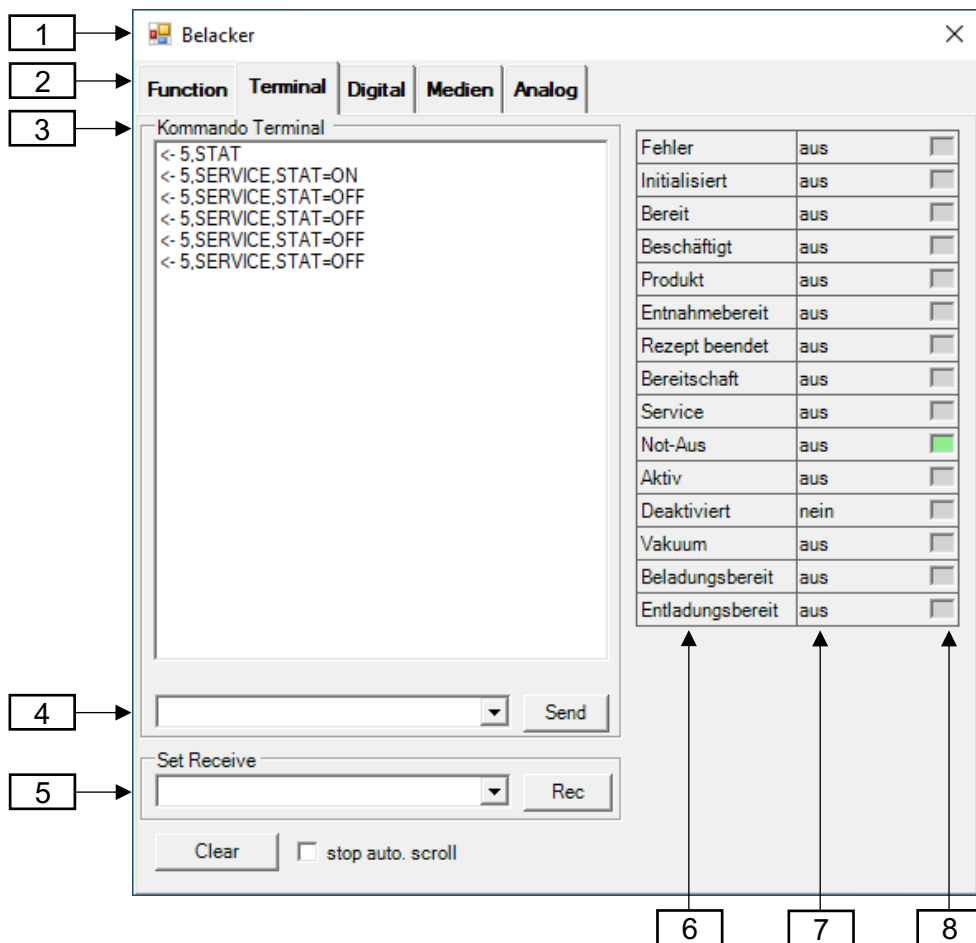 1
Belacker
2
Function Terminal Digital Medien Analog
3
Kommando Terminal
<- 5,STAT
<- 5,SERVICE,STAT=ON
<- 5,SERVICE,STAT=OFF
<- 5,SERVICE,STAT=OFF
<- 5,SERVICE,STAT=OFF
<- 5,SERVICE,STAT=OFF
4
Send
Set Receive
5
Rec
Clear stop auto. scroll
Fehler aus
Initialisiert aus
Bereit aus
Beschäftigt aus
Produkt aus
Entnahmebereit aus
Rezept beendet aus
Bereitschaft aus
Service aus
Not-Aus aus
Aktiv aus
Deaktiviert nein
Vakuum aus
Beladungsbereit aus
Entladungsbereit aus
6 7 8